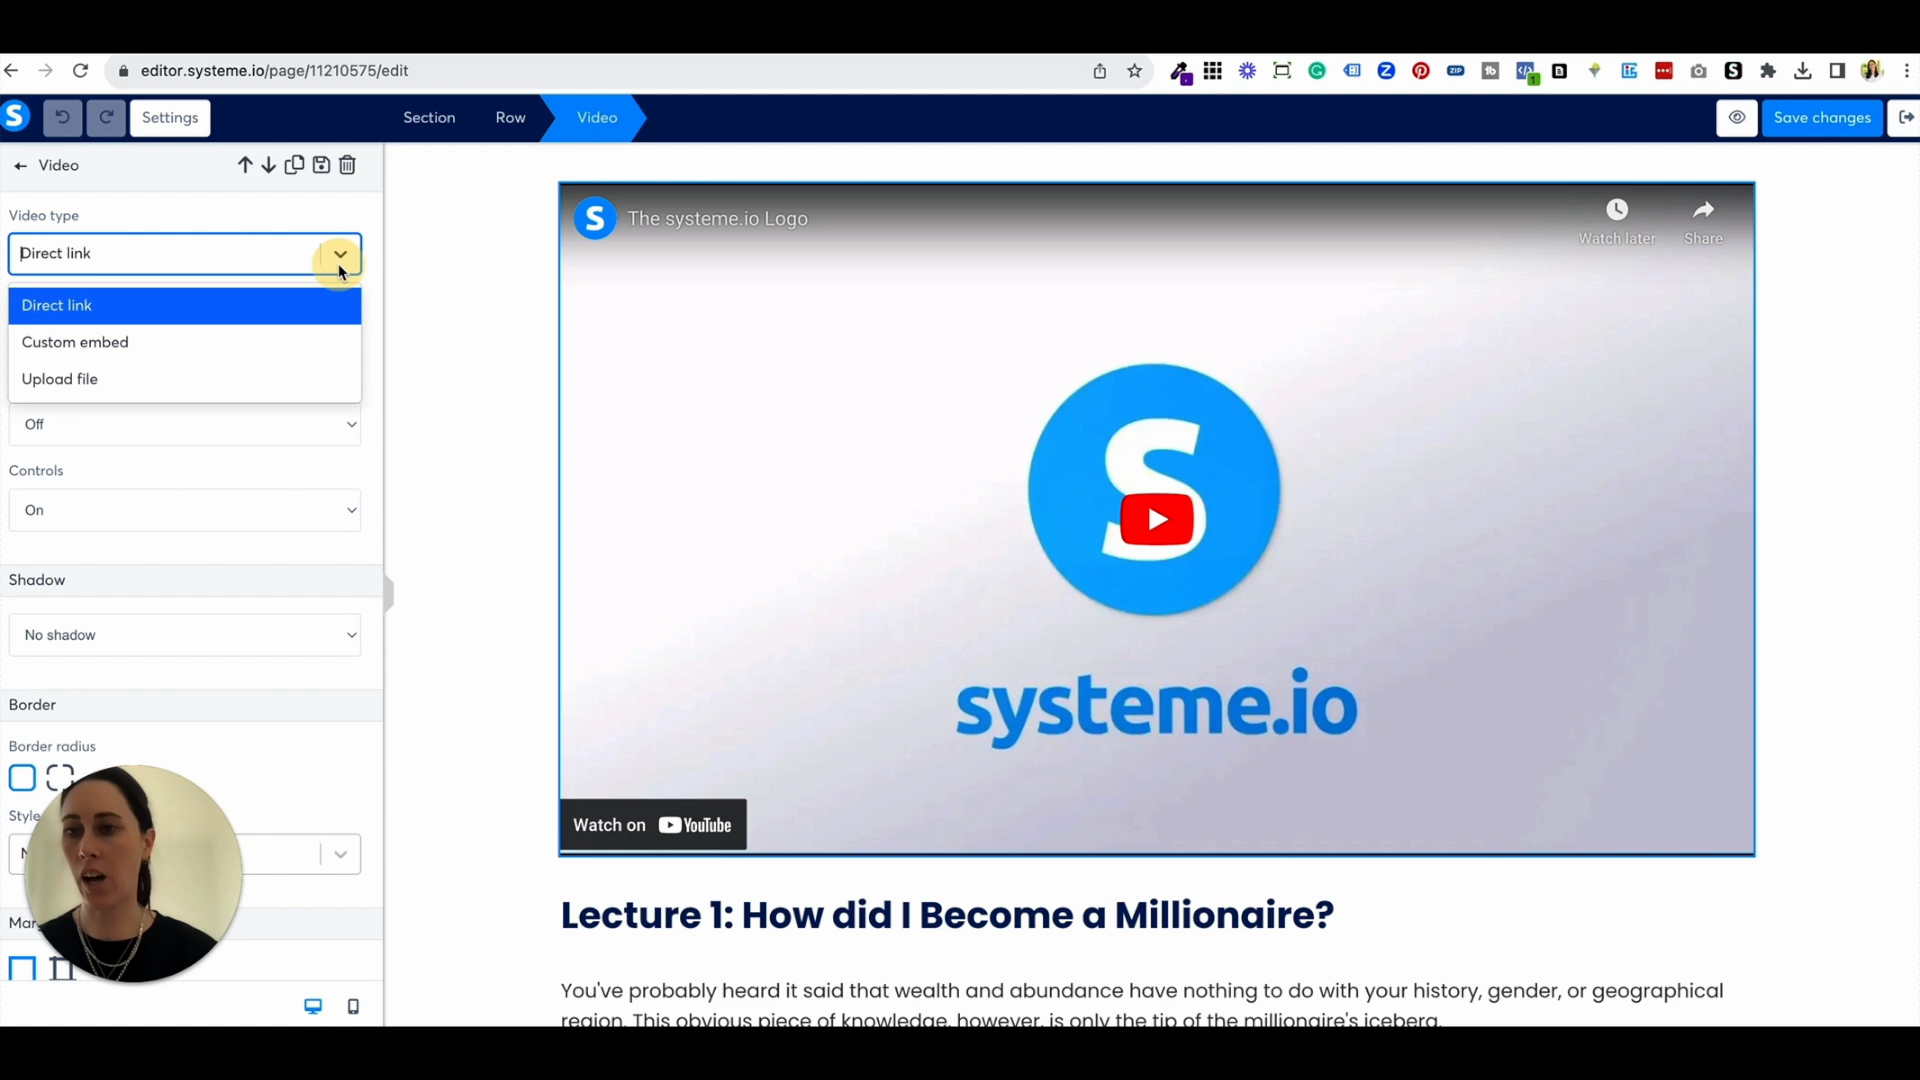 editor.systeme.io/page/11210575/edit
S
Settings
Section
Row
Video
Save changes
Video
Video type
Direct link
Direct link
Custom embed
Upload file
Off
Controls
On
Shadow
No shadow
Border
Border radius
Style
S
The systeme.io Logo
Watch later
Share
S
systeme.io
Watch on YouTube
Lecture 1: How did I Become a Millionaire?
You've probably heard it said that wealth and abundance have nothing to do with your history, gender, or geographical
region. This obvious piece of knowledge, however, is only the tip of the millionaire's iceberg.